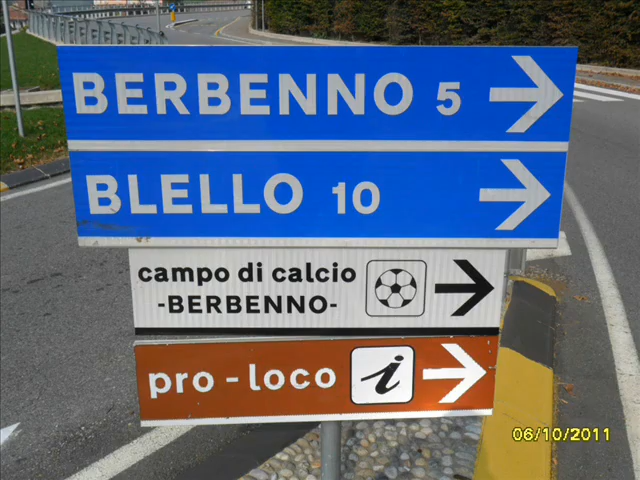 BERBENNO 5
BLELLO 10
campo di calcio
-BERBENNO-
pro-loco i
06/10/2011